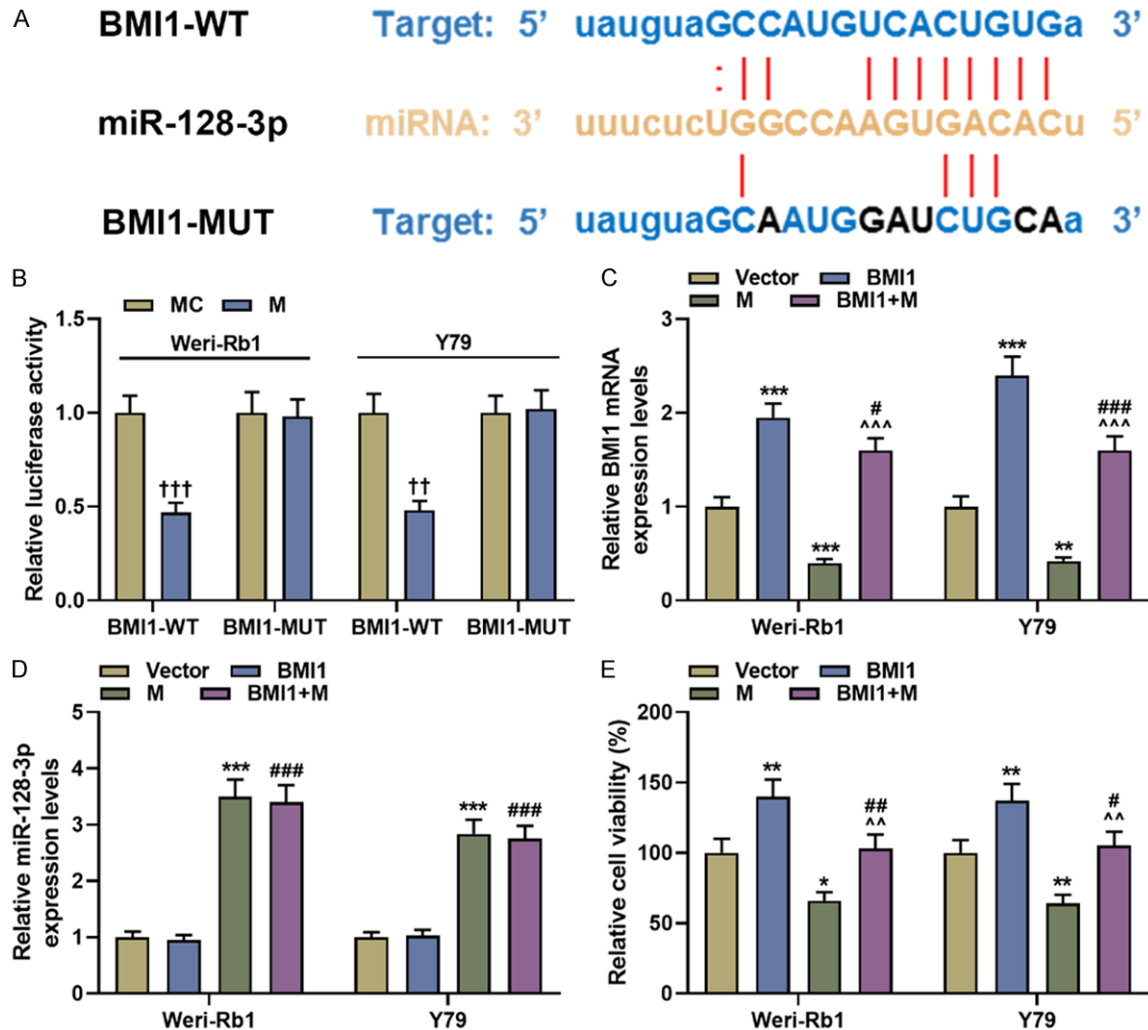 A
BMI1-WT Target: 5’ uauguaGCCAUGUCACUGUGa 3’
miR-128-3p miRNA: 3’ uuucucUGGCCAAGUGACACu 5’
BMI1-MUT Target: 5’ uauguaGCAAUGGAUCUGCAa 3’
B
MC M
Relative luciferase activity
1.5
1.0
0.5
0.0
Weri-Rb1 Y79
††† ††
BMI1-WT BMI1-MUT BMI1-WT BMI1-MUT
C
Vector BMI1
M BMI1+M
Relative BMI1 mRNA
expression levels
3
2
1
0
*** *** # ^^^
*** ** ### ^^^
Weri-Rb1 Y79
D
Vector BMI1
M BMI1+M
Relative miR-128-3p
expression levels
5
4
3
2
1
0
*** ### *** ###
Weri-Rb1 Y79
E
Vector BMI1
M BMI1+M
Relative cell viability (%)
200
150
100
50
0
** * ## ^^
** ** # ^^
Weri-Rb1 Y79